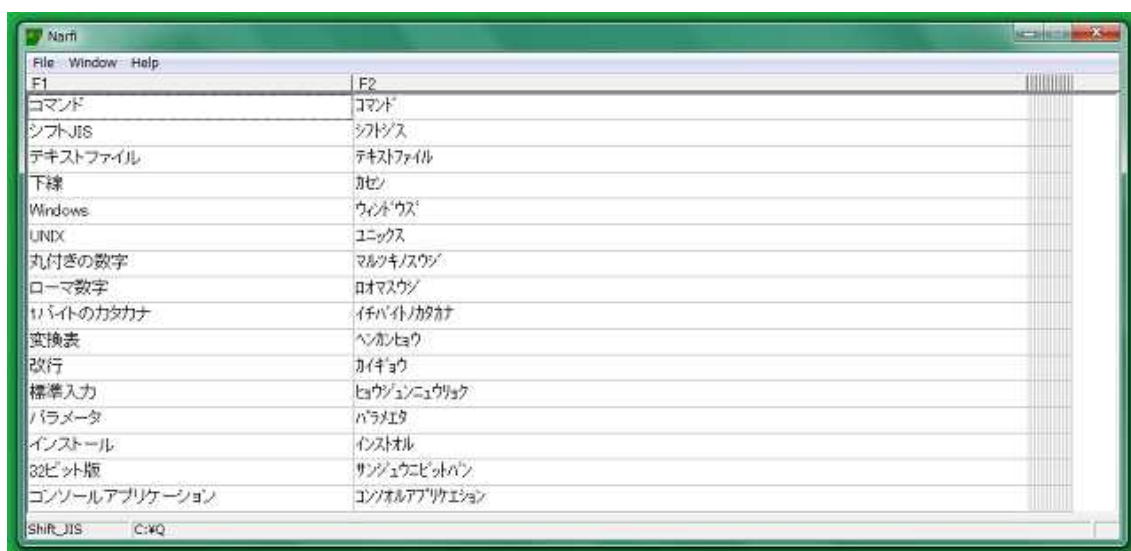 Narfi
File Window Help
F1 F2
コマンド ｺﾏﾝﾄﾞ
シフトJIS ｼﾌﾄｼﾞｽ
テキストファイル ﾃｷｽﾄﾌｧｲﾙ
下線 ｶｾﾝ
Windows ｳｨﾝﾄﾞｳｽﾞ
UNIX ﾕﾆｯｸｽ
丸付きの数字 ﾏﾙﾂｷﾉｽｳｼﾞ
ローマ数字 ﾛｵﾏｽｳｼﾞ
1バイトのカタカナ ｲﾁﾊﾞｲﾄﾉｶﾀｶﾅ
変換表 ﾍﾝｶﾝﾋｮｳ
改行 ｶｲｷﾞｮｳ
標準入力 ﾋｮｳｼﾞｭﾝﾆｭｳﾘｮｸ
パラメータ ﾊﾟﾗﾒｴﾀ
インストール ｲﾝｽﾄｵﾙ
32ビット版 ｻﾝｼﾞｭｳﾆﾋﾞｯﾄﾊﾞﾝ
コンソールアプリケーション ｺﾝｿｵﾙｱﾌﾟﾘｹｴｼｮﾝ
Shift_JIS C:¥Q